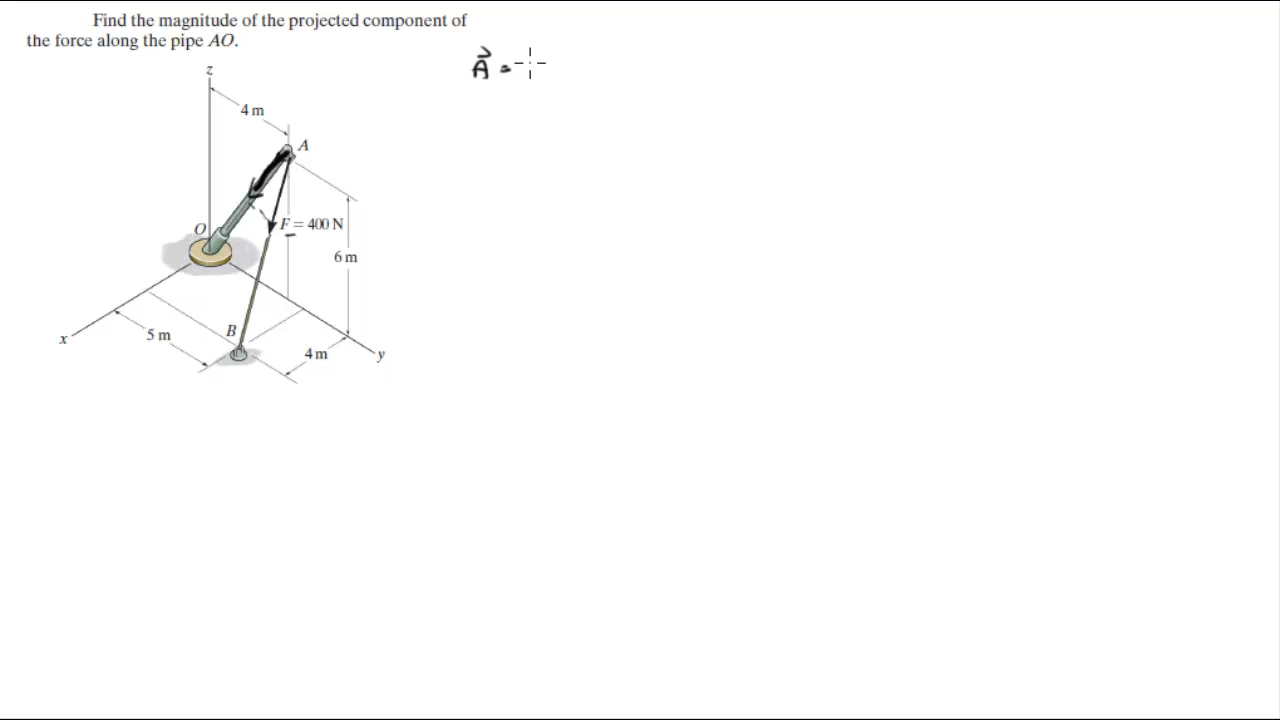 Find the magnitude of the projected component of
the force along the pipe AO.
A⃗ =
z
4 m
A
O
F = 400 N
6 m
x
5 m
B
4 m
y